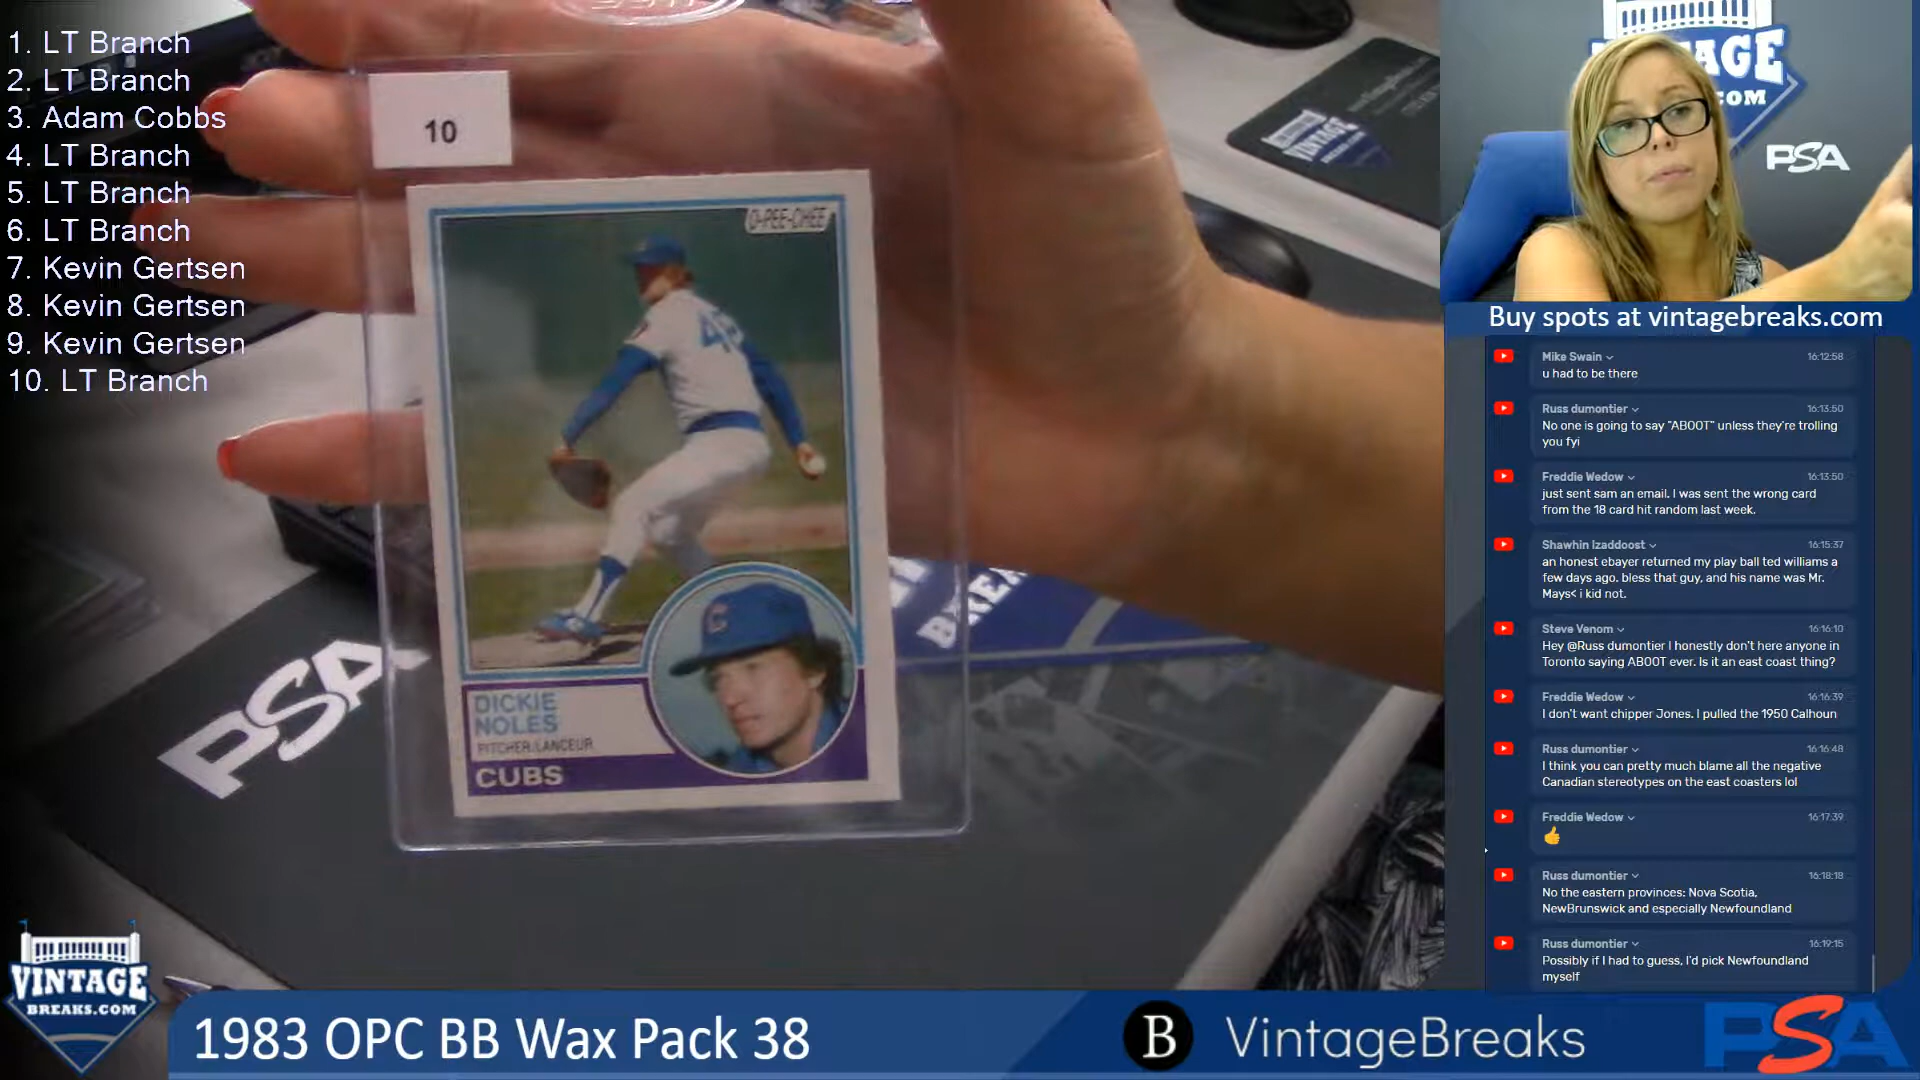 1. LT Branch
2. LT Branch
3. Adam Cobbs
4. LT Branch
5. LT Branch
6. LT Branch
7. Kevin Gertsen
8. Kevin Gertsen
9. Kevin Gertsen
10. LT Branch
10
O-PEE-CHEE
DICKIE
NOLES
PITCHER/LANCEUR
CUBS
PSA
VINTAGE
BREA
AGE
.COM
PSA
Buy spots at vintagebreaks.com
Mike Swain 16:12:58
u had to be there
Russ dumontier 16:13:50
No one is going to say "ABOOT" unless they're trolling
you fyi
Freddie Wedow 16:13:50
just sent sam an email. I was sent the wrong card
from the 18 card hit random last week.
Shawhin Izaddoost 16:15:37
an honest ebayer returned my play ball ted williams a
few days ago. bless that guy, and his name was Mr.
Mays< i kid not.
Steve Venom 16:16:10
Hey @Russ dumontier I honestly don't here anyone in
Toronto saying ABOOT ever. Is it an east coast thing?
Freddie Wedow 16:16:39
I don't want chipper Jones. I pulled the 1950 Calhoun
Russ dumontier 16:16:48
I think you can pretty much blame all the negative
Canadian stereotypes on the east coasters lol
Freddie Wedow 16:17:39
👍
Russ dumontier 16:18:18
No the eastern provinces: Nova Scotia,
NewBrunswick and especially Newfoundland
Russ dumontier 16:19:15
Possibly if I had to guess, I'd pick Newfoundland
myself
VINTAGE
BREAKS.COM
1983 OPC BB Wax Pack 38
B VintageBreaks
PSA